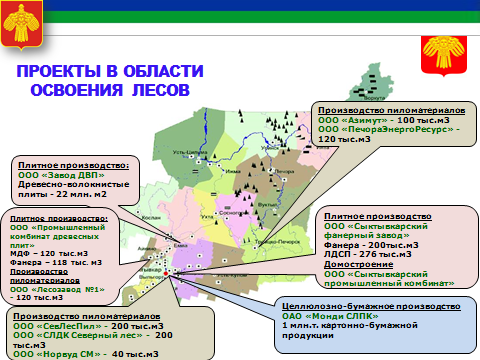 ПРОЕКТЫ В ОБЛАСТИ
ОСВОЕНИЯ ЛЕСОВ
Производство пиломатериалов
ООО «Азимут» - 100 тыс.м3
ООО «ПечораЭнергоРесурс» -
120 тыс.м3
Воркута
Усть-Цильма
Усинск
Ижма
Печора
Вуктыл
Сосногорск
Ухта
Кослан
Троицко-Печорск
Емва
Айкино
Выльгорт
Усть-Кулом
Плитное производство:
ООО «Завод ДВП»
Древесно-волокнистые
плиты - 22 млн. м2
Плитное производство:
ООО «Промышленный
комбинат древесных
плит»
МДФ – 120 тыс.м3
Фанера – 118 тыс. м3
Производство
пиломатериалов
ООО «Лесозавод №1»
- 120 тыс.м3
Производство пиломатериалов
ООО «СевЛесПил» - 200 тыс.м3
ООО «СЛДК Северный лес» - 200
тыс.м3
ООО «Норвуд СМ» - 40 тыс.м3
Плитное производство
ООО «Сыктывкарский
фанерный завод»
Фанера - 200тыс.м3
ЛДСП - 276 тыс.м3
Домостроение
ООО «Сыктывкарский
промышленный комбинат»
Целлюлозно-бумажное производство
ОАО «Монди СЛПК»
1 млн.т. картонно-бумажной
продукции